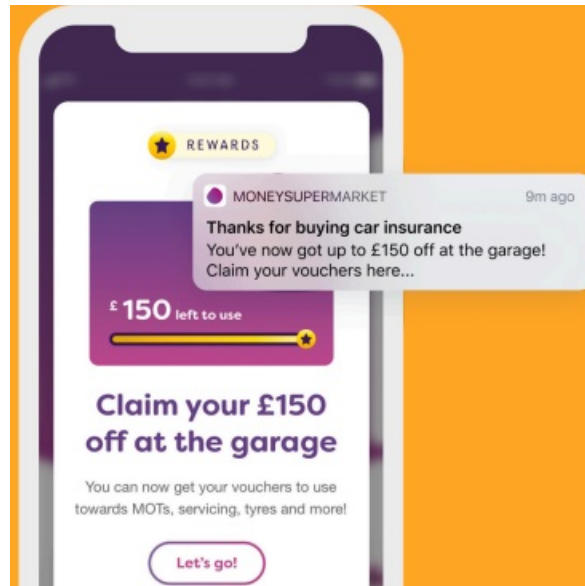 REWARDS
MONEYSUPERMARKET 9m ago
Thanks for buying car insurance
You've now got up to £150 off at the garage!
Claim your vouchers here...
£150 left to use
Claim your £150
off at the garage
You can now get your vouchers to use
towards MOTs, servicing, tyres and more!
Let's go!